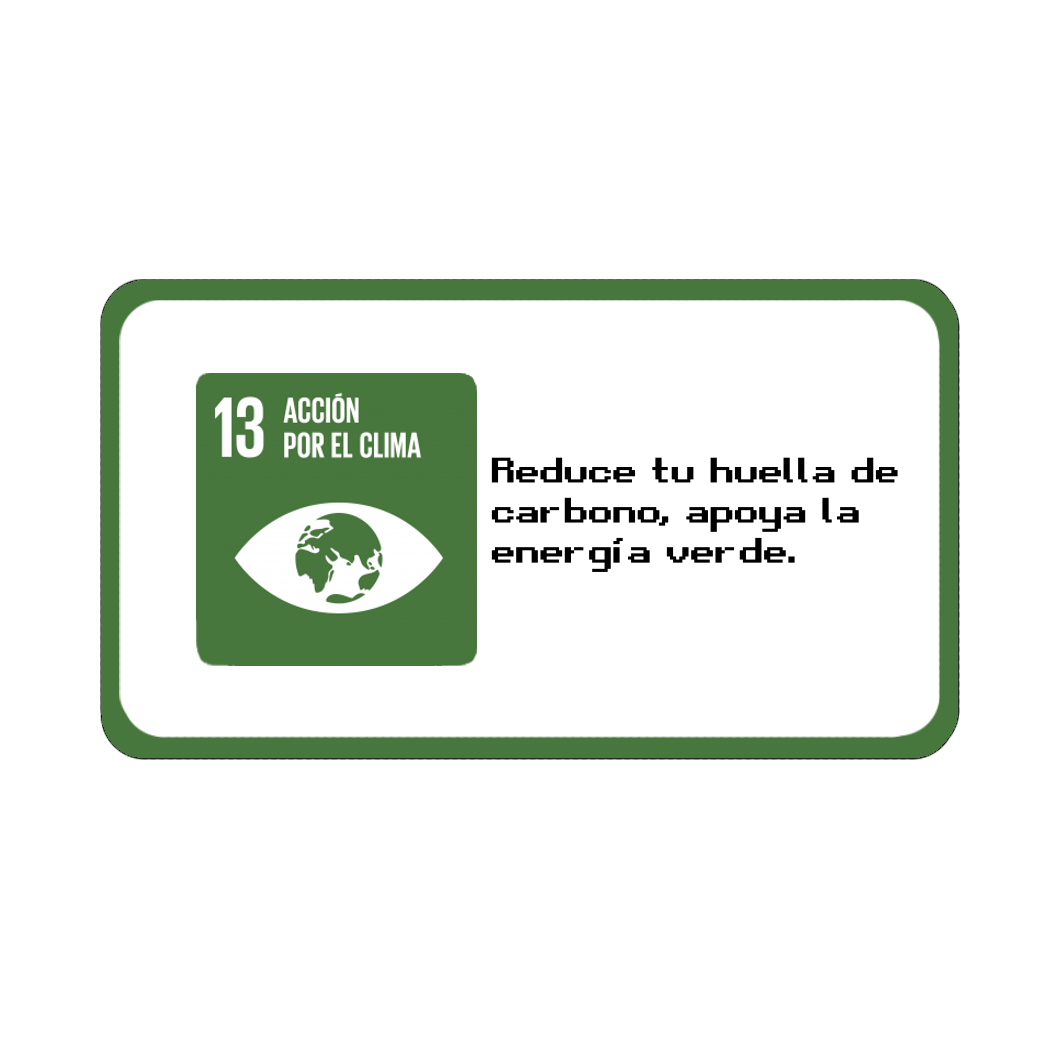 13
ACCIÓN
POR EL CLIMA
Reduce tu huella de
carbono, apoya la
energía verde.